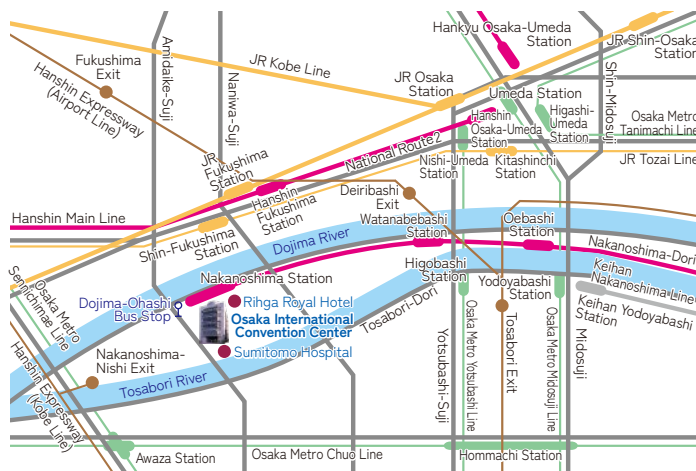 Hankyu Osaka-Umeda
Station
JR Shin-Osaka
Station
Fukushima
Exit
Amidaike-Suji
Naniwa-Suji
JR Kobe Line
JR Osaka
Station
Shin-Midosuji
Hanshin Expressway
(Airport Line)
Umeda Station
Hanshin
Osaka-Umeda
Station
Higashi-
Umeda
Station
Osaka Metro
Tanimachi Line
JR
Fukushima
Station
National Route2
Nishi-Umeda
Station
Kitashinchi
Station
JR Tozai Line
Hanshin
Fukushima
Station
Deiribashi
Exit
Hanshin Main Line
Shin-Fukushima
Station
Watanabebashi
Station
Oebashi
Station
Dojima River
Nakanoshima-Dori
Nakanoshima Station
Higobashi
Station
Yodoyabashi
Station
Keihan
Nakanoshima Line
Keihan Yodoyabashi
Station
Osaka Metro
Sennichimae Line
Dojima-Ohashi
Bus Stop
Rihga Royal Hotel
Osaka International
Convention Center
Sumitomo Hospital
Tosabori-Dori
Nakanoshima-
Nishi Exit
Tosabori River
Hanshin Expressway
(Kobe Line)
Yotsubashi-Suji
Osaka Metro Yotsubashi Line
Tosabori Exit
Osaka Metro Midosuji Line
Midosuji
Awaza Station
Osaka Metro Chuo Line
Hommachi Station